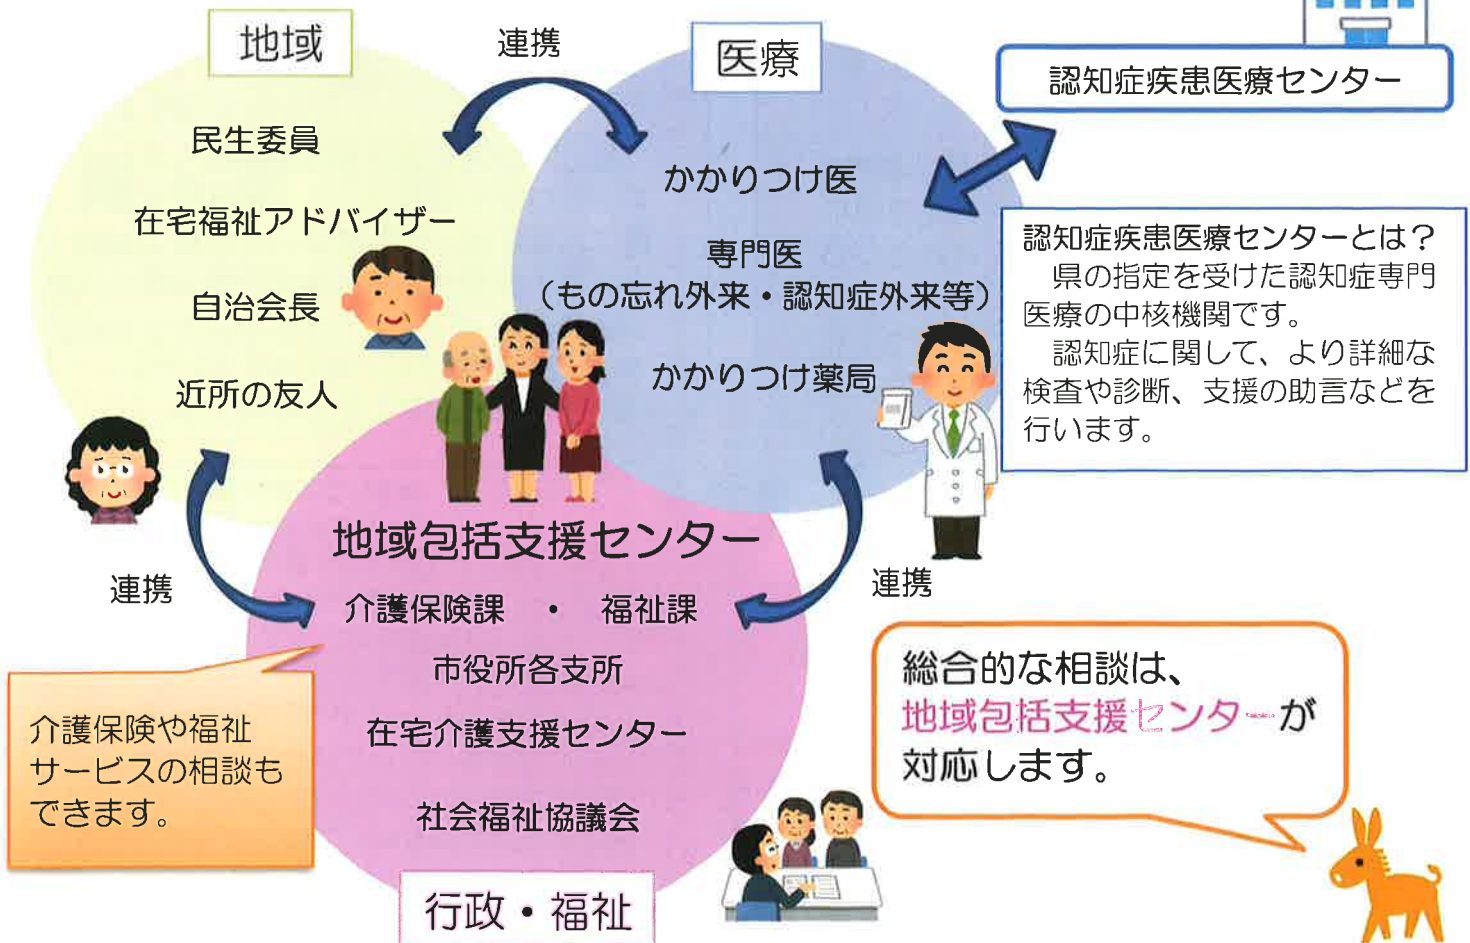 地域
連携
医療
認知症疾患医療センター
民生委員
在宅福祉アドバイザー
自治会長
近所の友人
かかりつけ医
専門医
（もの忘れ外来・認知症外来等）
かかりつけ薬局
認知症疾患医療センターとは？
県の指定を受けた認知症専門
医療の中核機関です。
認知症に関して、より詳細な
検査や診断、支援の助言などを
行います。
地域包括支援センター
連携
連携
介護保険課　・　福祉課
市役所各支所
在宅介護支援センター
社会福祉協議会
介護保険や福祉
サービスの相談も
できます。
総合的な相談は、
地域包括支援センターが
対応します。
行政・福祉